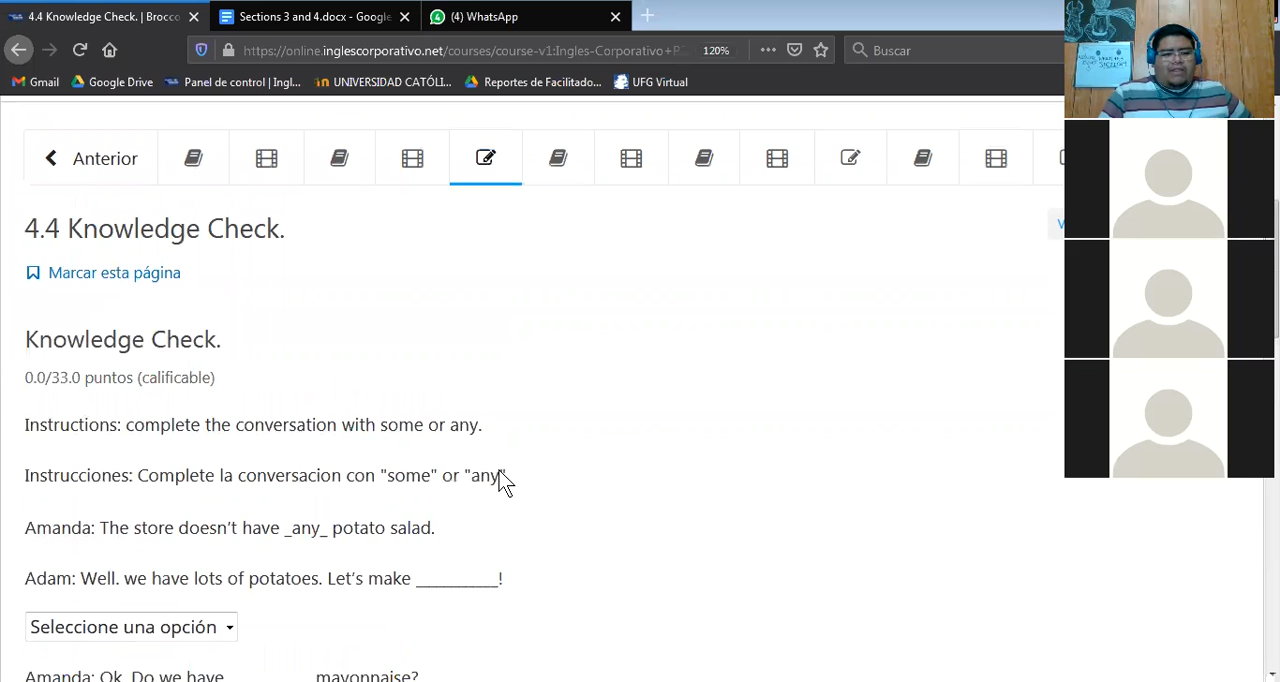 4.4 Knowledge Check. | Brocco
Sections 3 and 4.docx - Google
(4) WhatsApp
https://online.inglescorporativo.net/courses/course-v1:Ingles-Corporativo+P
120%
Buscar
Gmail
Google Drive
Panel de control | Ingl...
UNIVERSIDAD CATÓLI...
Reportes de Facilitado...
UFG Virtual
Anterior
4.4 Knowledge Check.
V
Marcar esta página
Knowledge Check.
0.0/33.0 puntos (calificable)
Instructions: complete the conversation with some or any.
Instrucciones: Complete la conversacion con "some" or "any"
Amanda: The store doesn't have _any_ potato salad.
Adam: Well. we have lots of potatoes. Let's make __________!
Seleccione una opción
Amanda: Ok. Do we have __________ mayonnaise?